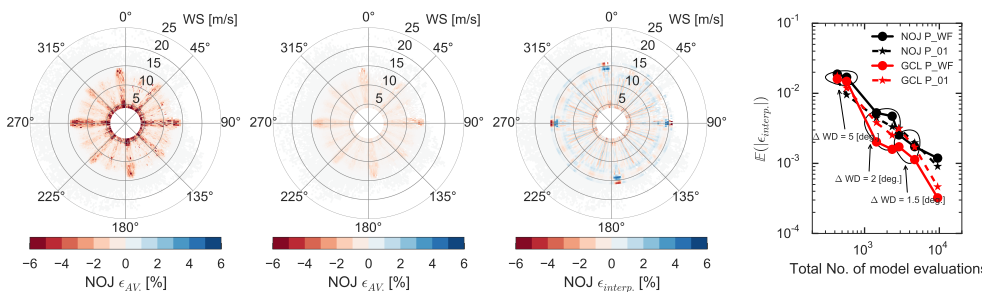 0° WS [m/s]
25
20
15
10
5
45°
90°
135°
180°
225°
270°
315°
−6 −4 −2 0 2 4 6
NOJ ϵ_AV. [%]
0° WS [m/s]
25
20
15
10
5
45°
90°
135°
180°
225°
270°
315°
−6 −4 −2 0 2 4 6
NOJ ϵ_AV. [%]
0° WS [m/s]
25
20
15
10
5
45°
90°
135°
180°
225°
270°
315°
−6 −4 −2 0 2 4 6
NOJ ϵ_interp. [%]
10⁻¹
10⁻²
10⁻³
10⁻⁴
𝔼(|ϵ_interp.|)
NOJ P_WF
NOJ P_01
GCL P_WF
GCL P_01
Δ WD = 5 [deg.]
Δ WD = 2 [deg.]
Δ WD = 1.5 [deg.]
10³ 10⁴
Total No. of model evaluations